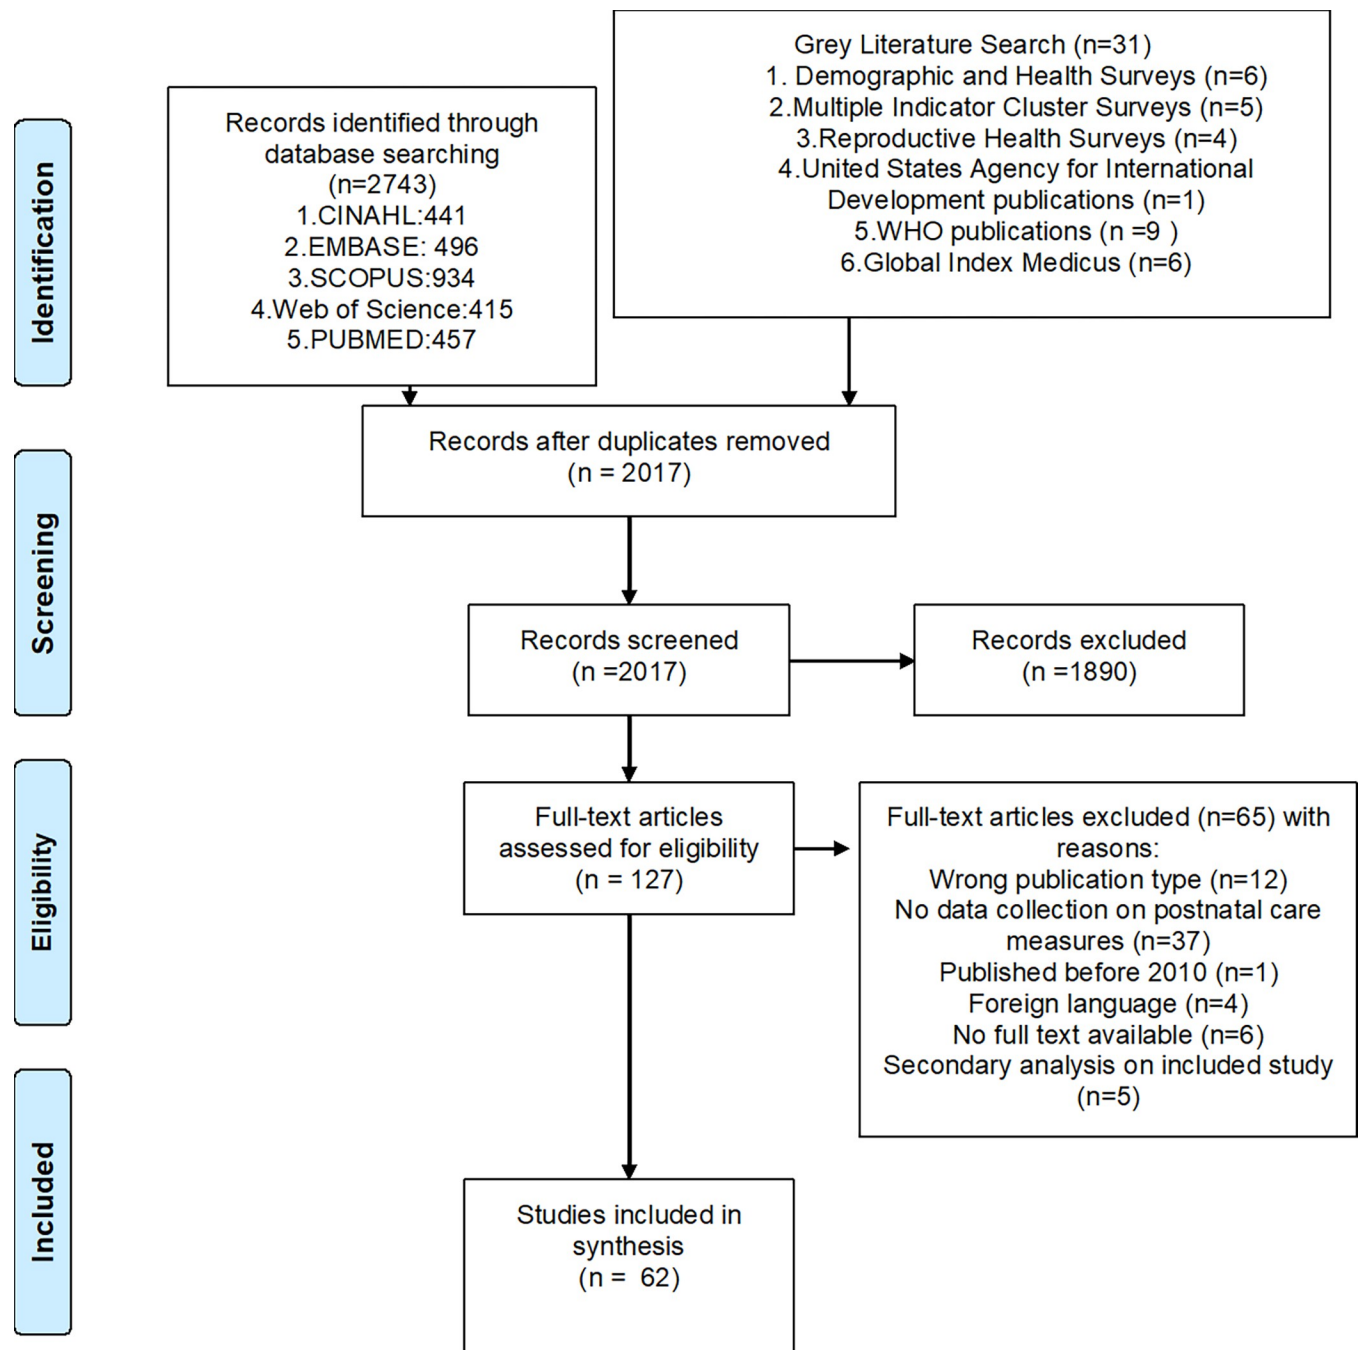 Identification
Records identified through
database searching
(n=2743)
1.CINAHL:441
2.EMBASE: 496
3.SCOPUS:934
4.Web of Science:415
5.PUBMED:457
Grey Literature Search (n=31)
1. Demographic and Health Surveys (n=6)
2.Multiple Indicator Cluster Surveys (n=5)
3.Reproductive Health Surveys (n=4)
4.United States Agency for International
Development publications (n=1)
5.WHO publications (n =9 )
6.Global Index Medicus (n=6)
Records after duplicates removed
(n = 2017)
Screening
Records screened
(n =2017)
Records excluded
(n =1890)
Eligibility
Full-text articles
assessed for eligibility
(n = 127)
Full-text articles excluded (n=65) with
reasons:
Wrong publication type (n=12)
No data collection on postnatal care
measures (n=37)
Published before 2010 (n=1)
Foreign language (n=4)
No full text available (n=6)
Secondary analysis on included study
(n=5)
Included
Studies included in
synthesis
(n =  62)